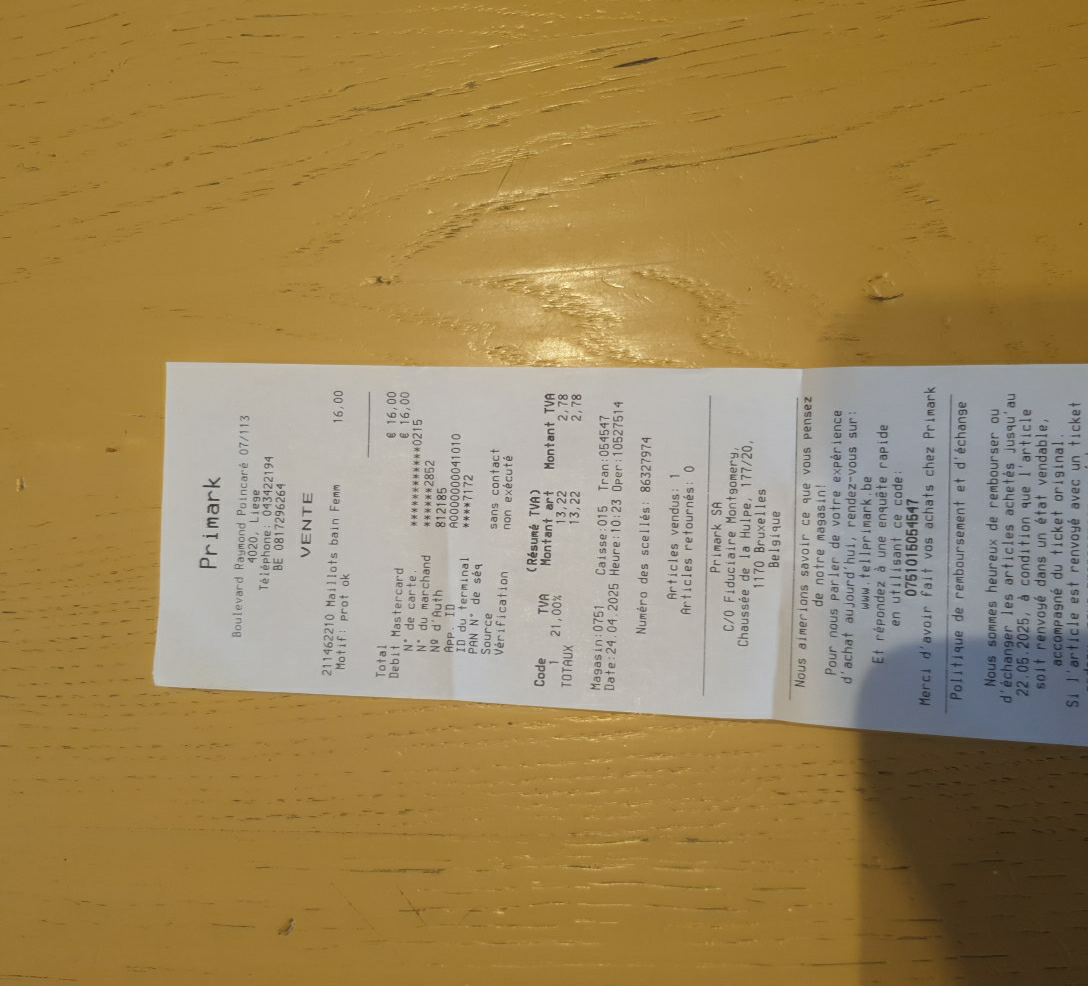 Primark
Boulevard Raymond Poincaré 07/113
4020, Liege
Téléphone: 043422194
BE 0817296264
VENTE
211462210 Maillots bain Femm 16,00
Motif: prot ok
Total € 16,00
Debit Mastercard € 16,00
N° de carte. ************0215
N° du marchand ******2852
Nº d'Auth 812185
App. ID A0000000041010
ID du terminal ****7172
PAN N° de séq
Source sans contact
Vérification non exécuté
(Résumé TVA)
Code TVA Montant art Montant TVA
1 21,00% 13,22 2,78
TOTAUX 13,22 2,78
Magasin:0751 Caisse:015 Tran:054547
Date:24.04.2025 Heure:10:23 Oper:10527514
Numéro des scellés: 86327974
Articles vendus: 1
Articles retournés: 0
Primark SA
C/O Fiduciaire Montgomery,
Chaussée de la Hulpe, 177/20,
1170 Bruxelles
Belgique
Nous aimerions savoir ce que vous pensez
de notre magasin!
Pour nous parler de votre expérience
d'achat aujourd'hui, rendez-vous sur:
www.tellprimark.be
Et répondez à une enquête rapide
en utilisant ce code:
075101505454​7
Merci d'avoir fait vos achats chez Primark
Politique de remboursement et d'échange
Nous sommes heureux de rembourser ou
d'échanger les articles achetés jusqu'au
22.05.2025, à condition que l'article
soit renvoyé dans un état vendable,
accompagné du ticket original.
Si l'article est renvoyé avec un ticket